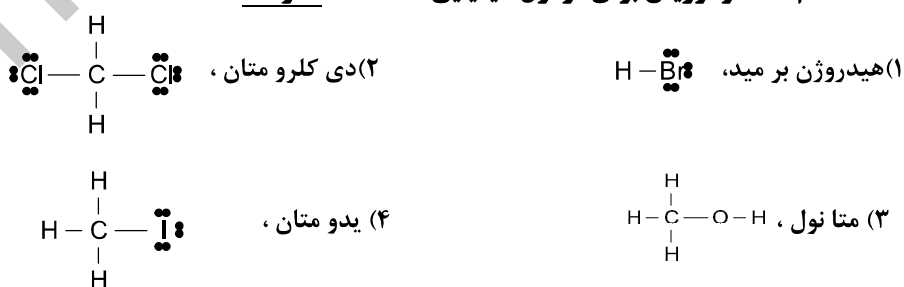 ۱)هیدروژن بر مید، H – Br
۲)دی کلرو متان ،
H
Cl — C — Cl
H
۳) متا نول ،
H
H – C — O – H
H
۴) یدو متان ،
H
H – C — I
H